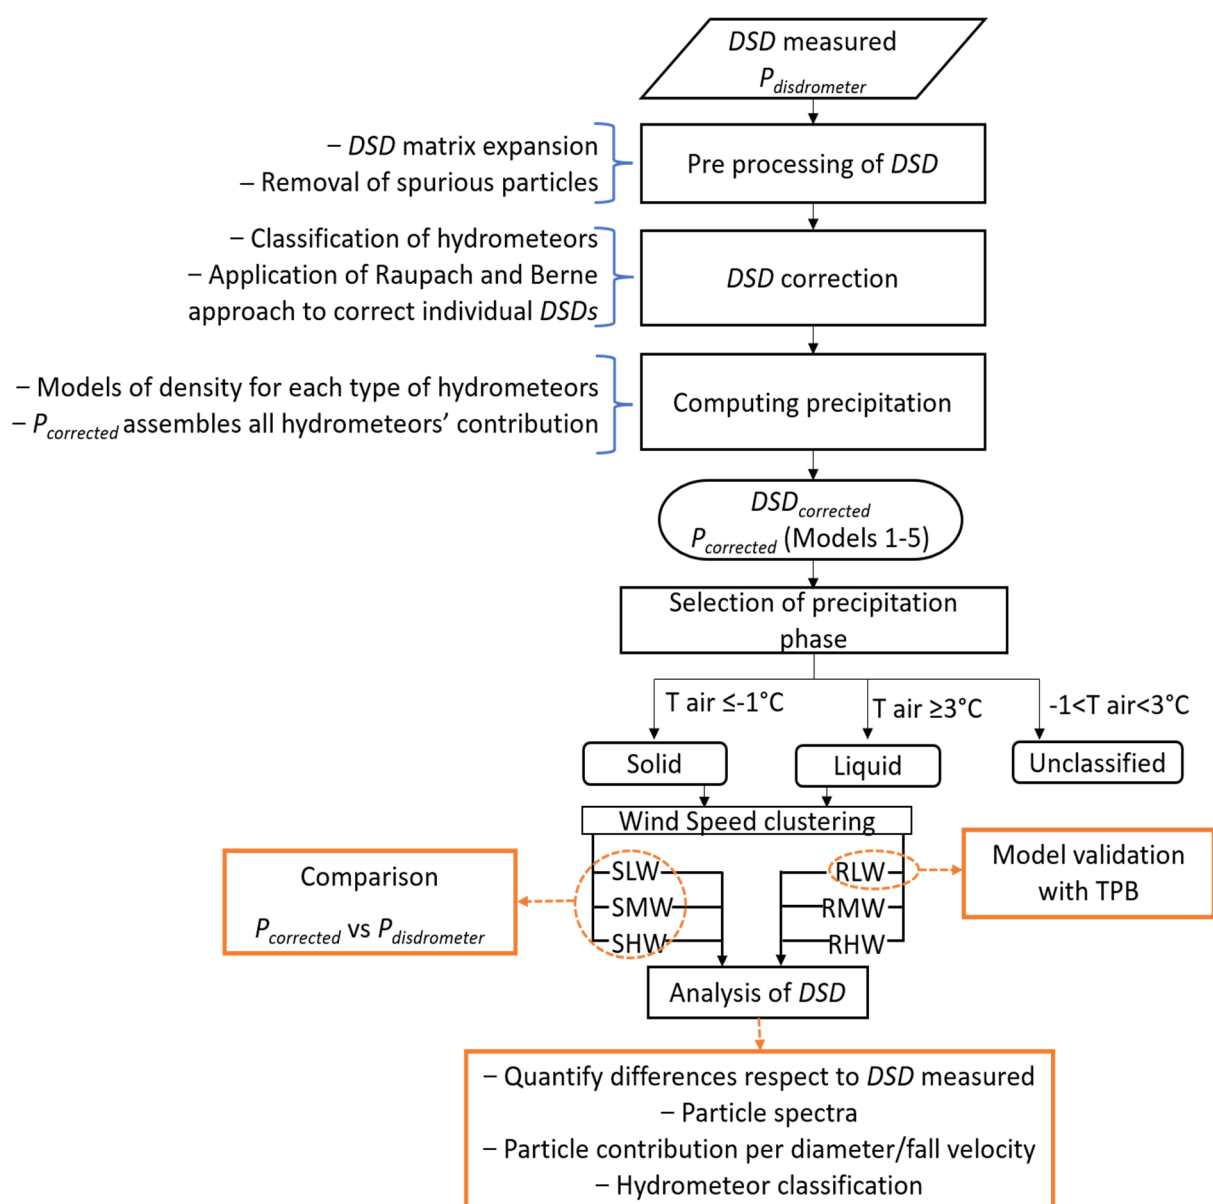 DSD measured
Pdisdrometer
– DSD matrix expansion
– Removal of spurious particles
Pre processing of DSD
– Classification of hydrometeors
– Application of Raupach and Berne
approach to correct individual DSDs
DSD correction
– Models of density for each type of hydrometeors
– Pcorrected assembles all hydrometeors’ contribution
Computing precipitation
DSDcorrected
Pcorrected (Models 1-5)
Selection of precipitation
phase
T air ≤-1°C
T air ≥3°C
-1<T air<3°C
Solid
Liquid
Unclassified
Wind Speed clustering
Comparison
Pcorrected vs Pdisdrometer
SLW
SMW
SHW
RLW
RMW
RHW
Model validation
with TPB
Analysis of DSD
– Quantify differences respect to DSD measured
– Particle spectra
– Particle contribution per diameter/fall velocity
– Hydrometeor classification